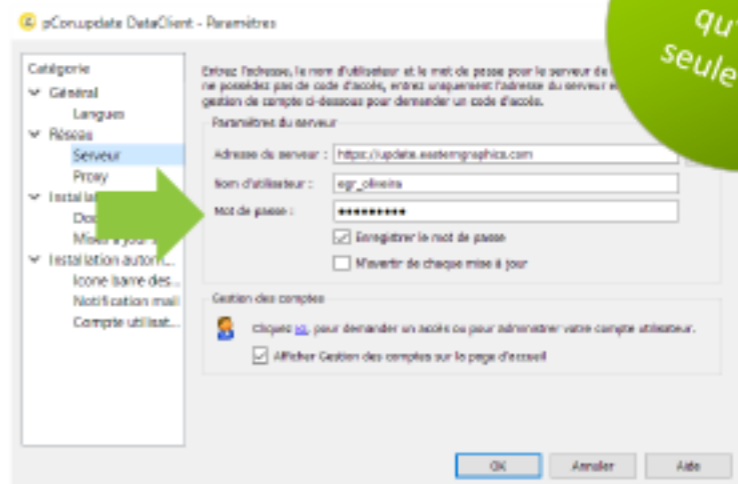 pCon.update DataClient - Paramètres
qu'
seule
Catégorie
Général
Langues
Réseau
Serveur
Proxy
Installa
Mises à jour
Installation autom...
Icone barre des...
Notification mail
Compte utilisat...
Entrez l'adresse, le nom d'utilisateur et le mot de passe pour le serveur de
ne possédez pas de code d'accès, entrez uniquement l'adresse du serveur e
gestion de compte ci-dessous pour demander un code d'accès.
Paramètres du serveur
Adresse du serveur : https://update.easterngraphics.com
Nom d'utilisateur : egr_oliveira
Mot de passe : •••••••••
Enregistrer le mot de passe
M'avertir de chaque mise à jour
Gestion des comptes
Cliquez ici, pour demander un accès ou pour administrer votre compte utilisateur.
Afficher Gestion des comptes sur la page d'accueil
OK Annuler Aide